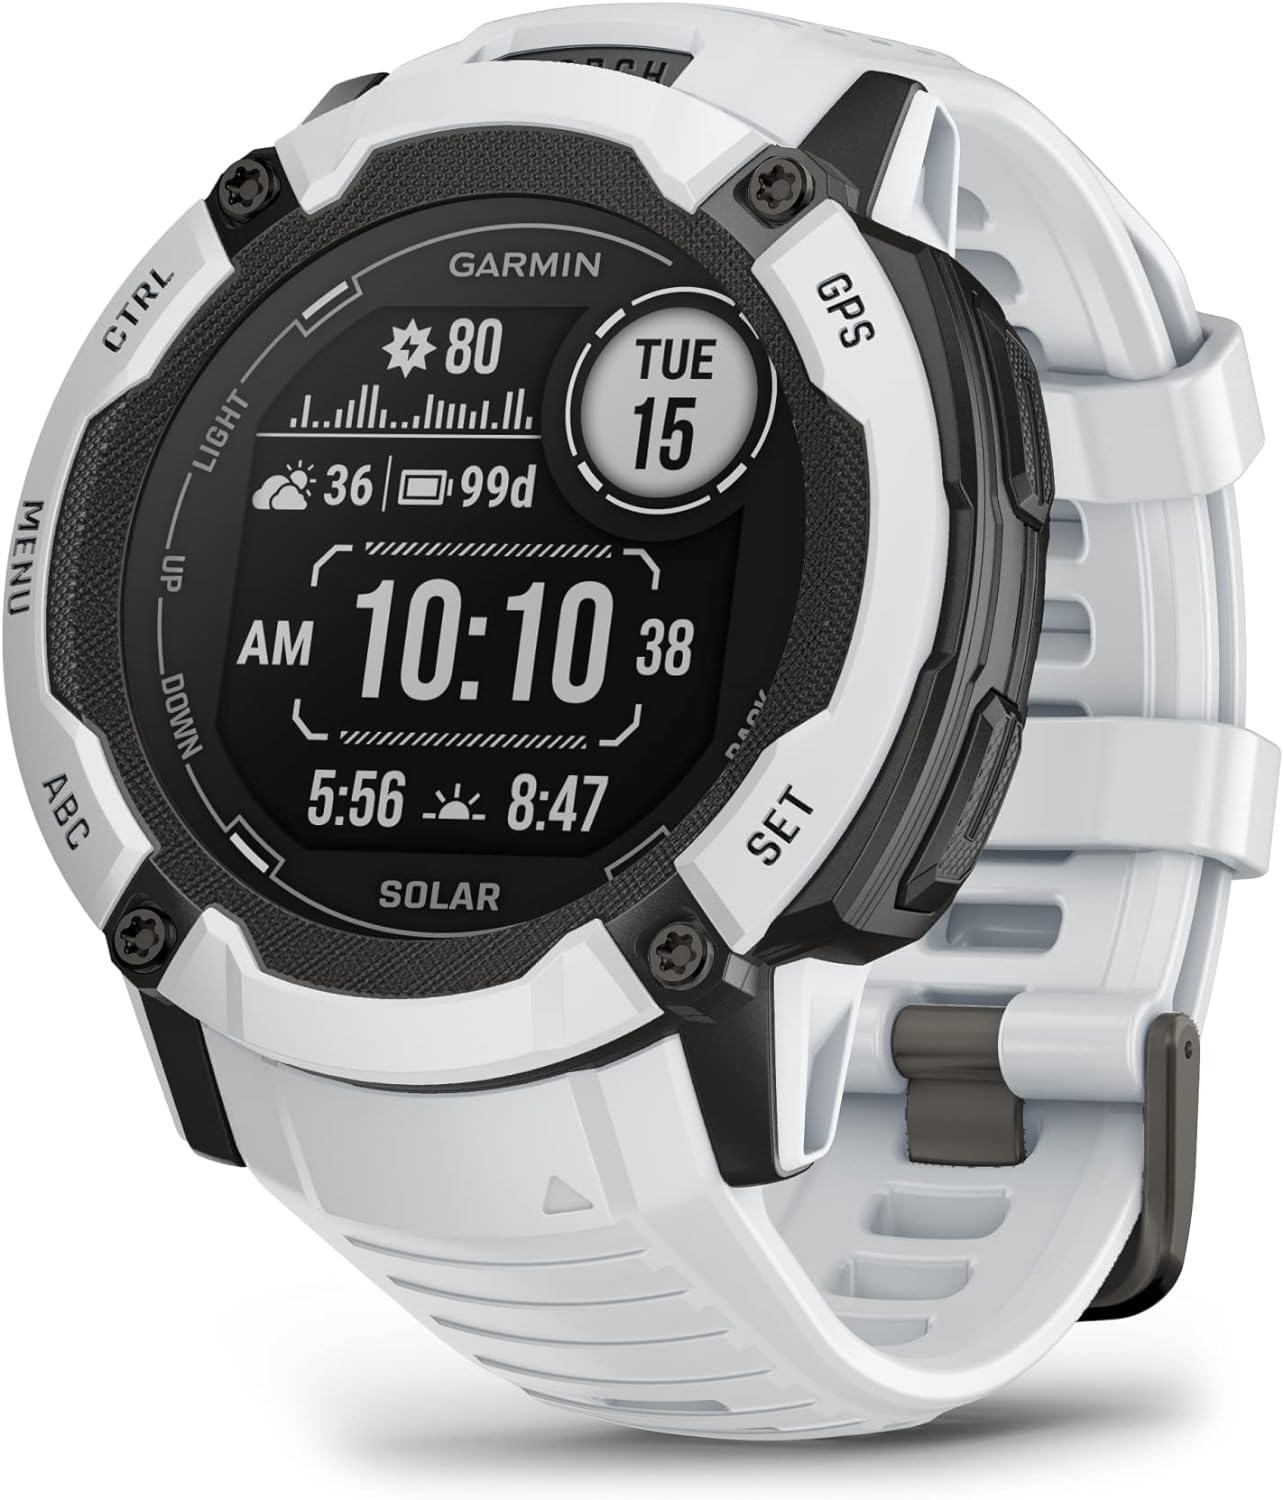 GARMIN
CTRL
GPS
LIGHT
80
TUE
15
36
99d
MENU
UP
AM
10:10
38
DOWN
ABC
SET
5:56
8:47
SOLAR